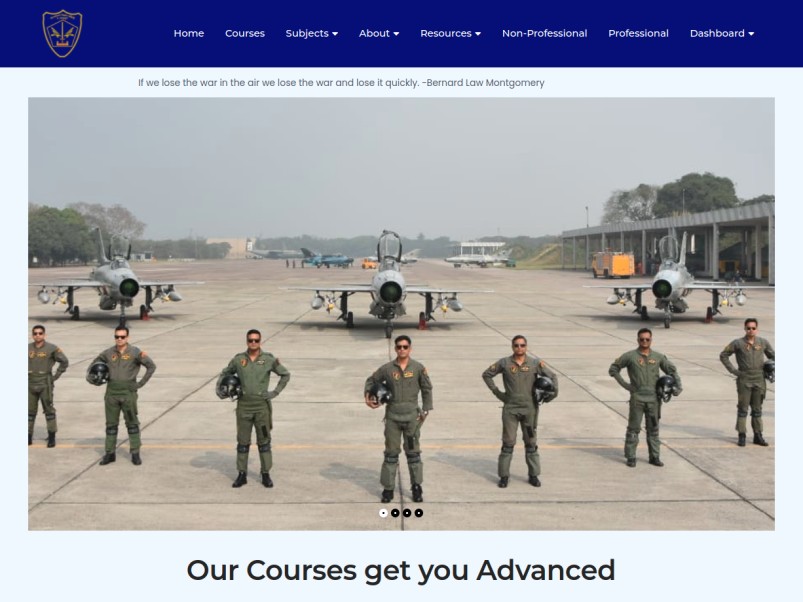 Home Courses Subjects About Resources Non-Professional Professional Dashboard
If we lose the war in the air we lose the war and lose it quickly. -Bernard Law Montgomery
Our Courses get you Advanced